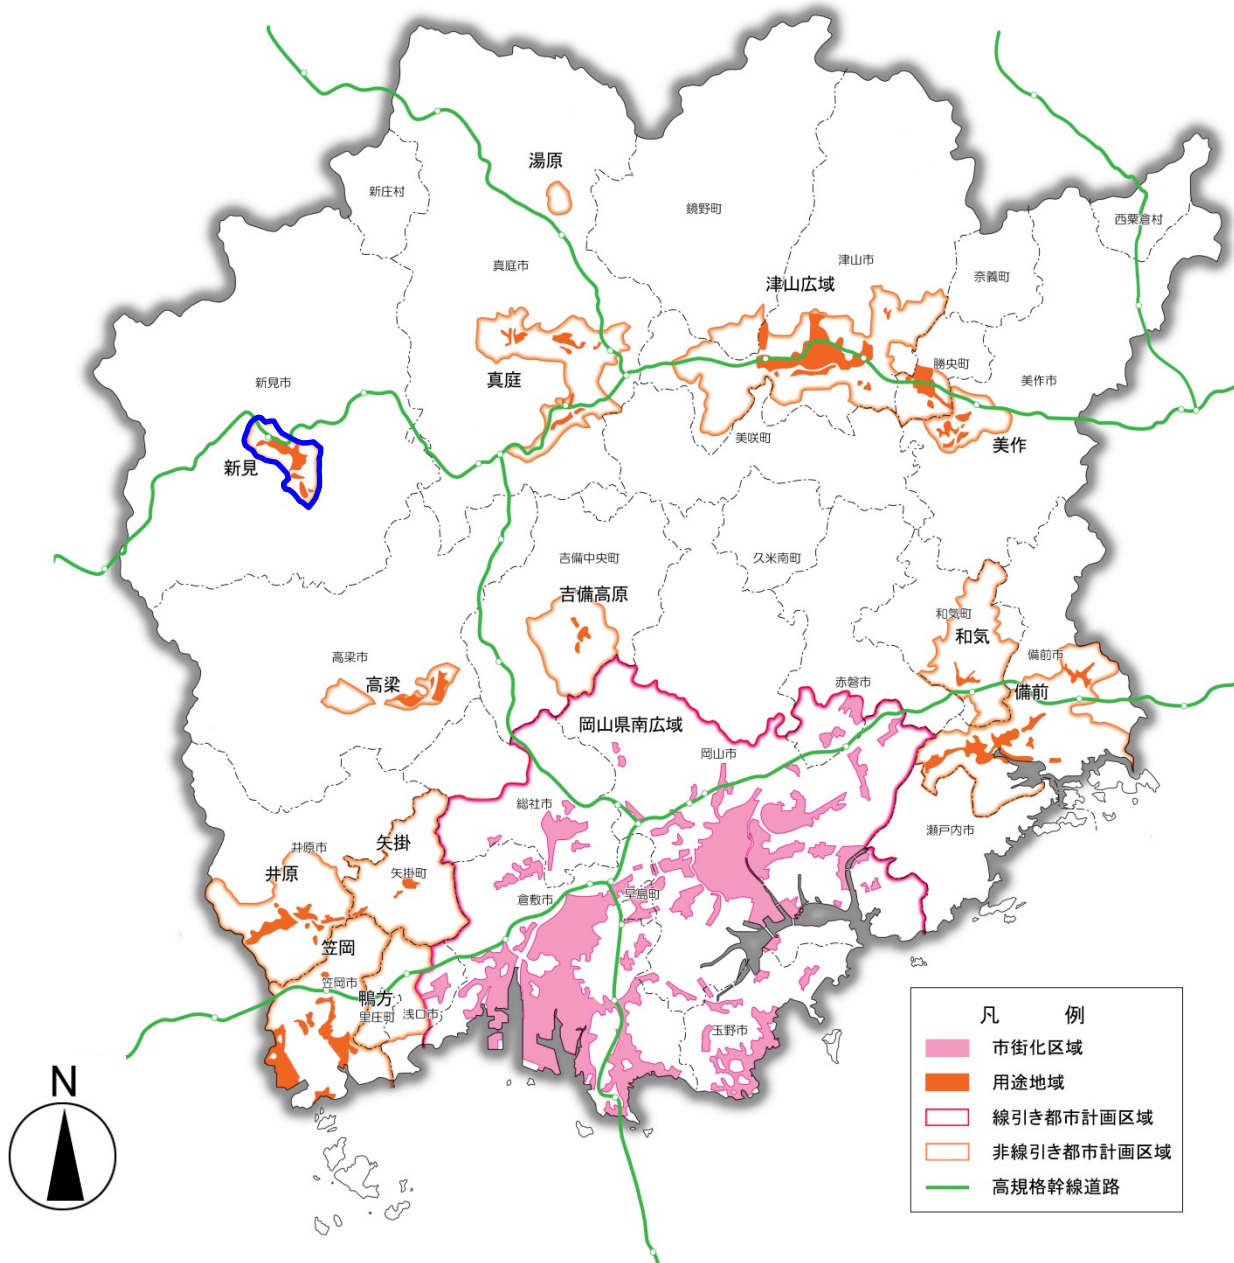 湯原
新庄村
鏡野町
西粟倉村
真庭市
津山市
奈義町
津山広域
勝央町
真庭
新見市
美作市
美咲町
美作
新見
吉備中央町
久米南町
吉備高原
和気町
和気
備前市
高梁市
高梁
赤磐市
備前
岡山県南広域
岡山市
総社市
瀬戸内市
矢掛
井原市
井原
矢掛町
倉敷市
早島町
笠岡
笠岡市
鴨方
里庄町
浅口市
玉野市
凡 例
市街化区域
用途地域
線引き都市計画区域
非線引き都市計画区域
高規格幹線道路
N